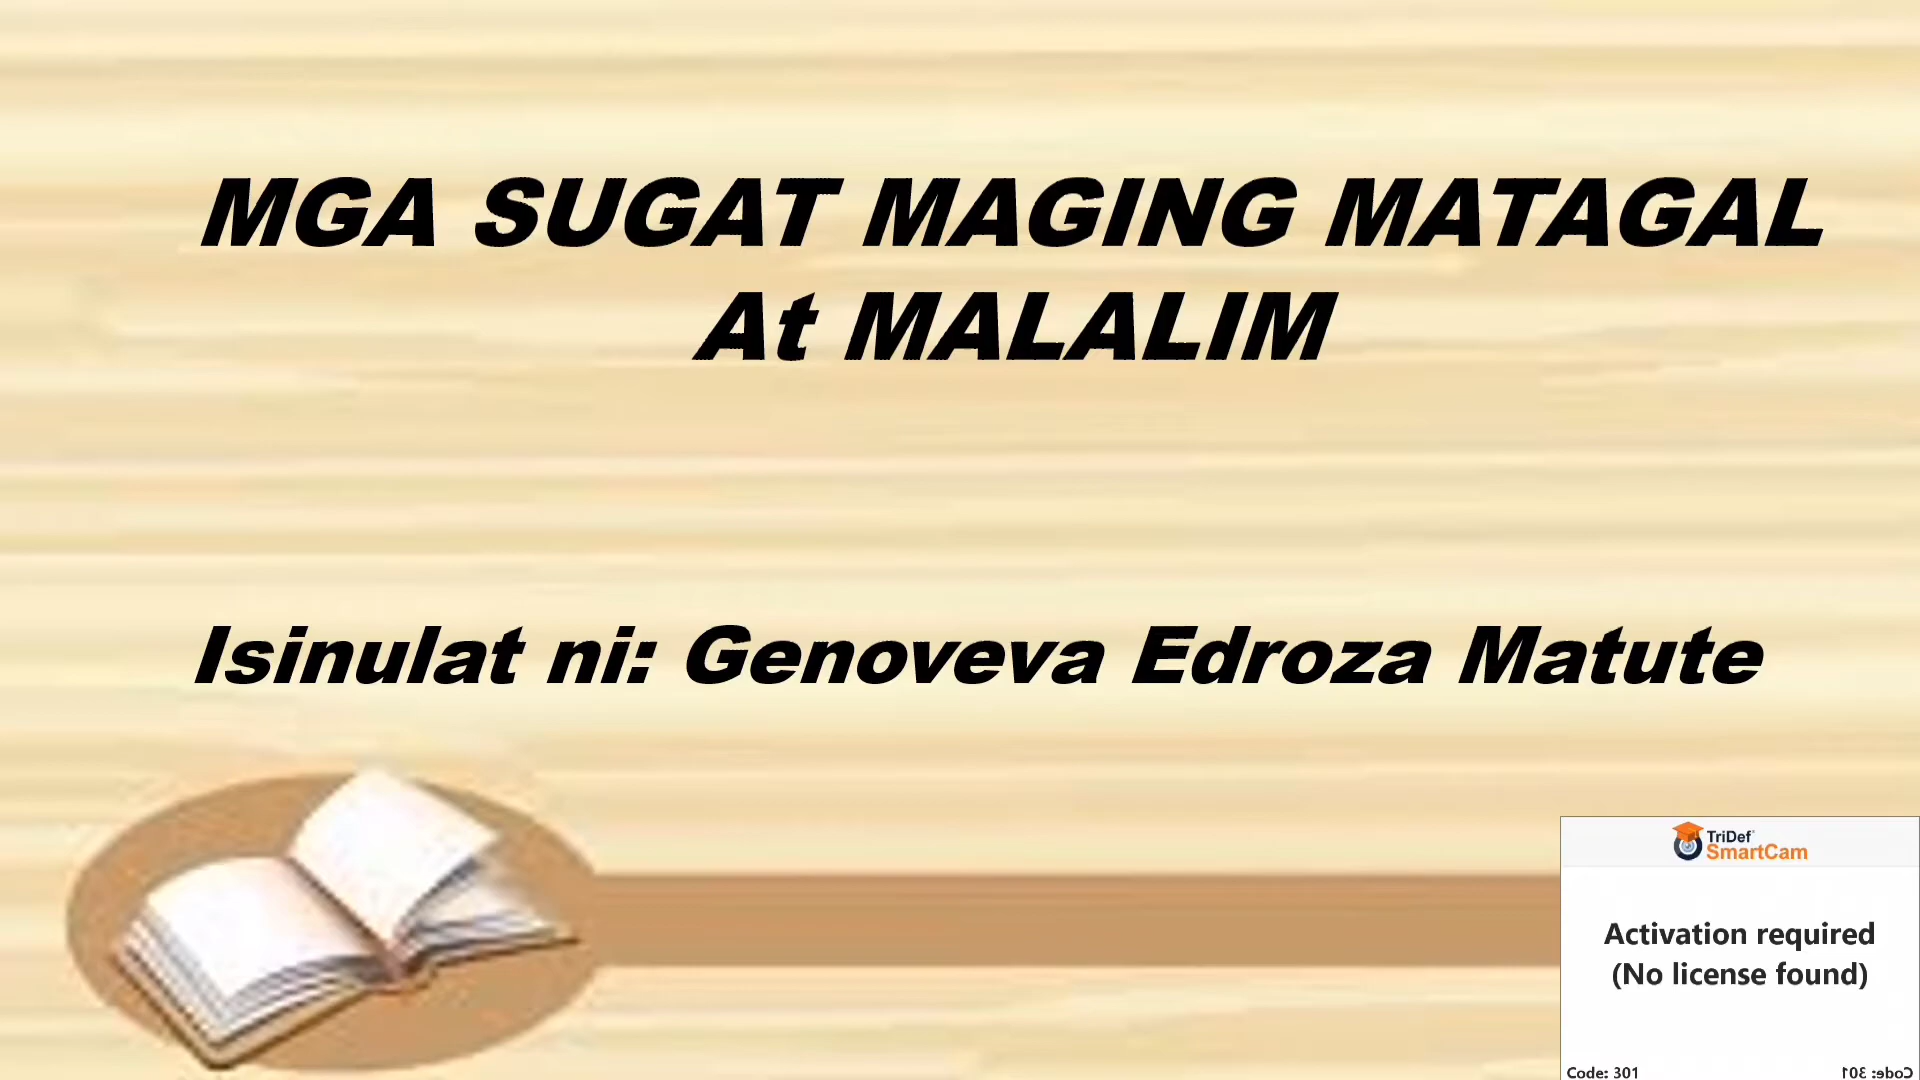 MGA SUGAT MAGING MATAGAL
At MALALIM
Isinulat ni: Genoveva Edroza Matute
TriDef
SmartCam
Activation required
(No license found)
Code: 301
Code: 301